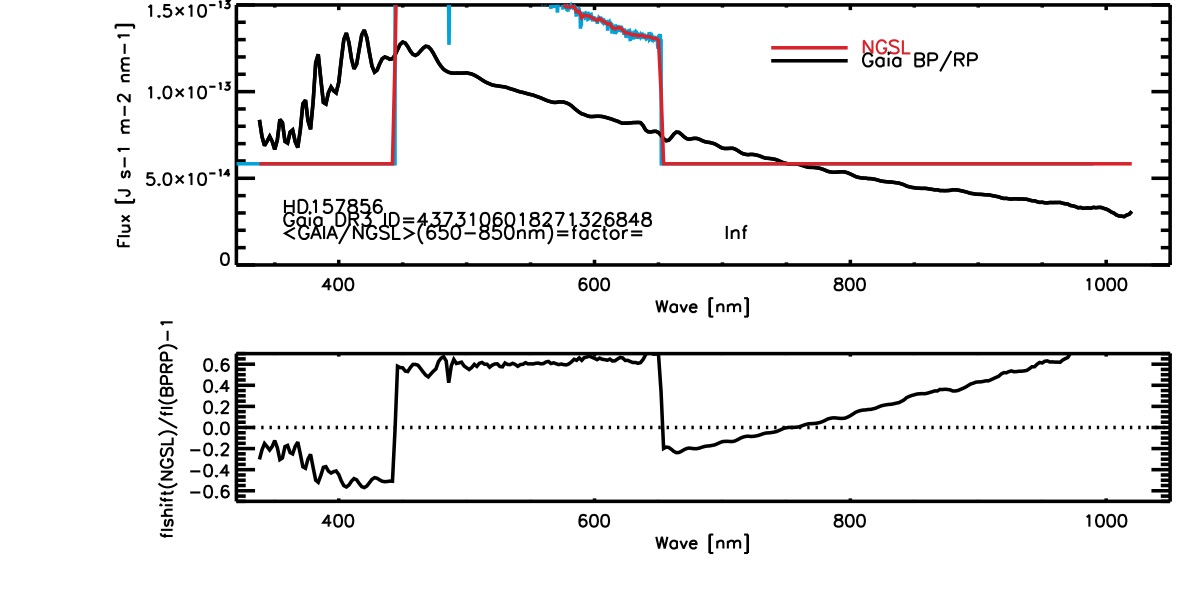 1.5×10⁻¹³
1.0×10⁻¹³
5.0×10⁻¹⁴
0
Flux [J s−1 m−2 nm−1]
NGSL
Gaia BP/RP
HD157856
Gaia DR3 ID=4373106018271326848
<GAIA/NGSL>(650−850nm)=factor= Inf
400 600 800 1000
Wave [nm]
flshift(NGSL)/fl(BPRP)−1
0.6
0.4
0.2
0.0
−0.2
−0.4
−0.6
400 600 800 1000
Wave [nm]